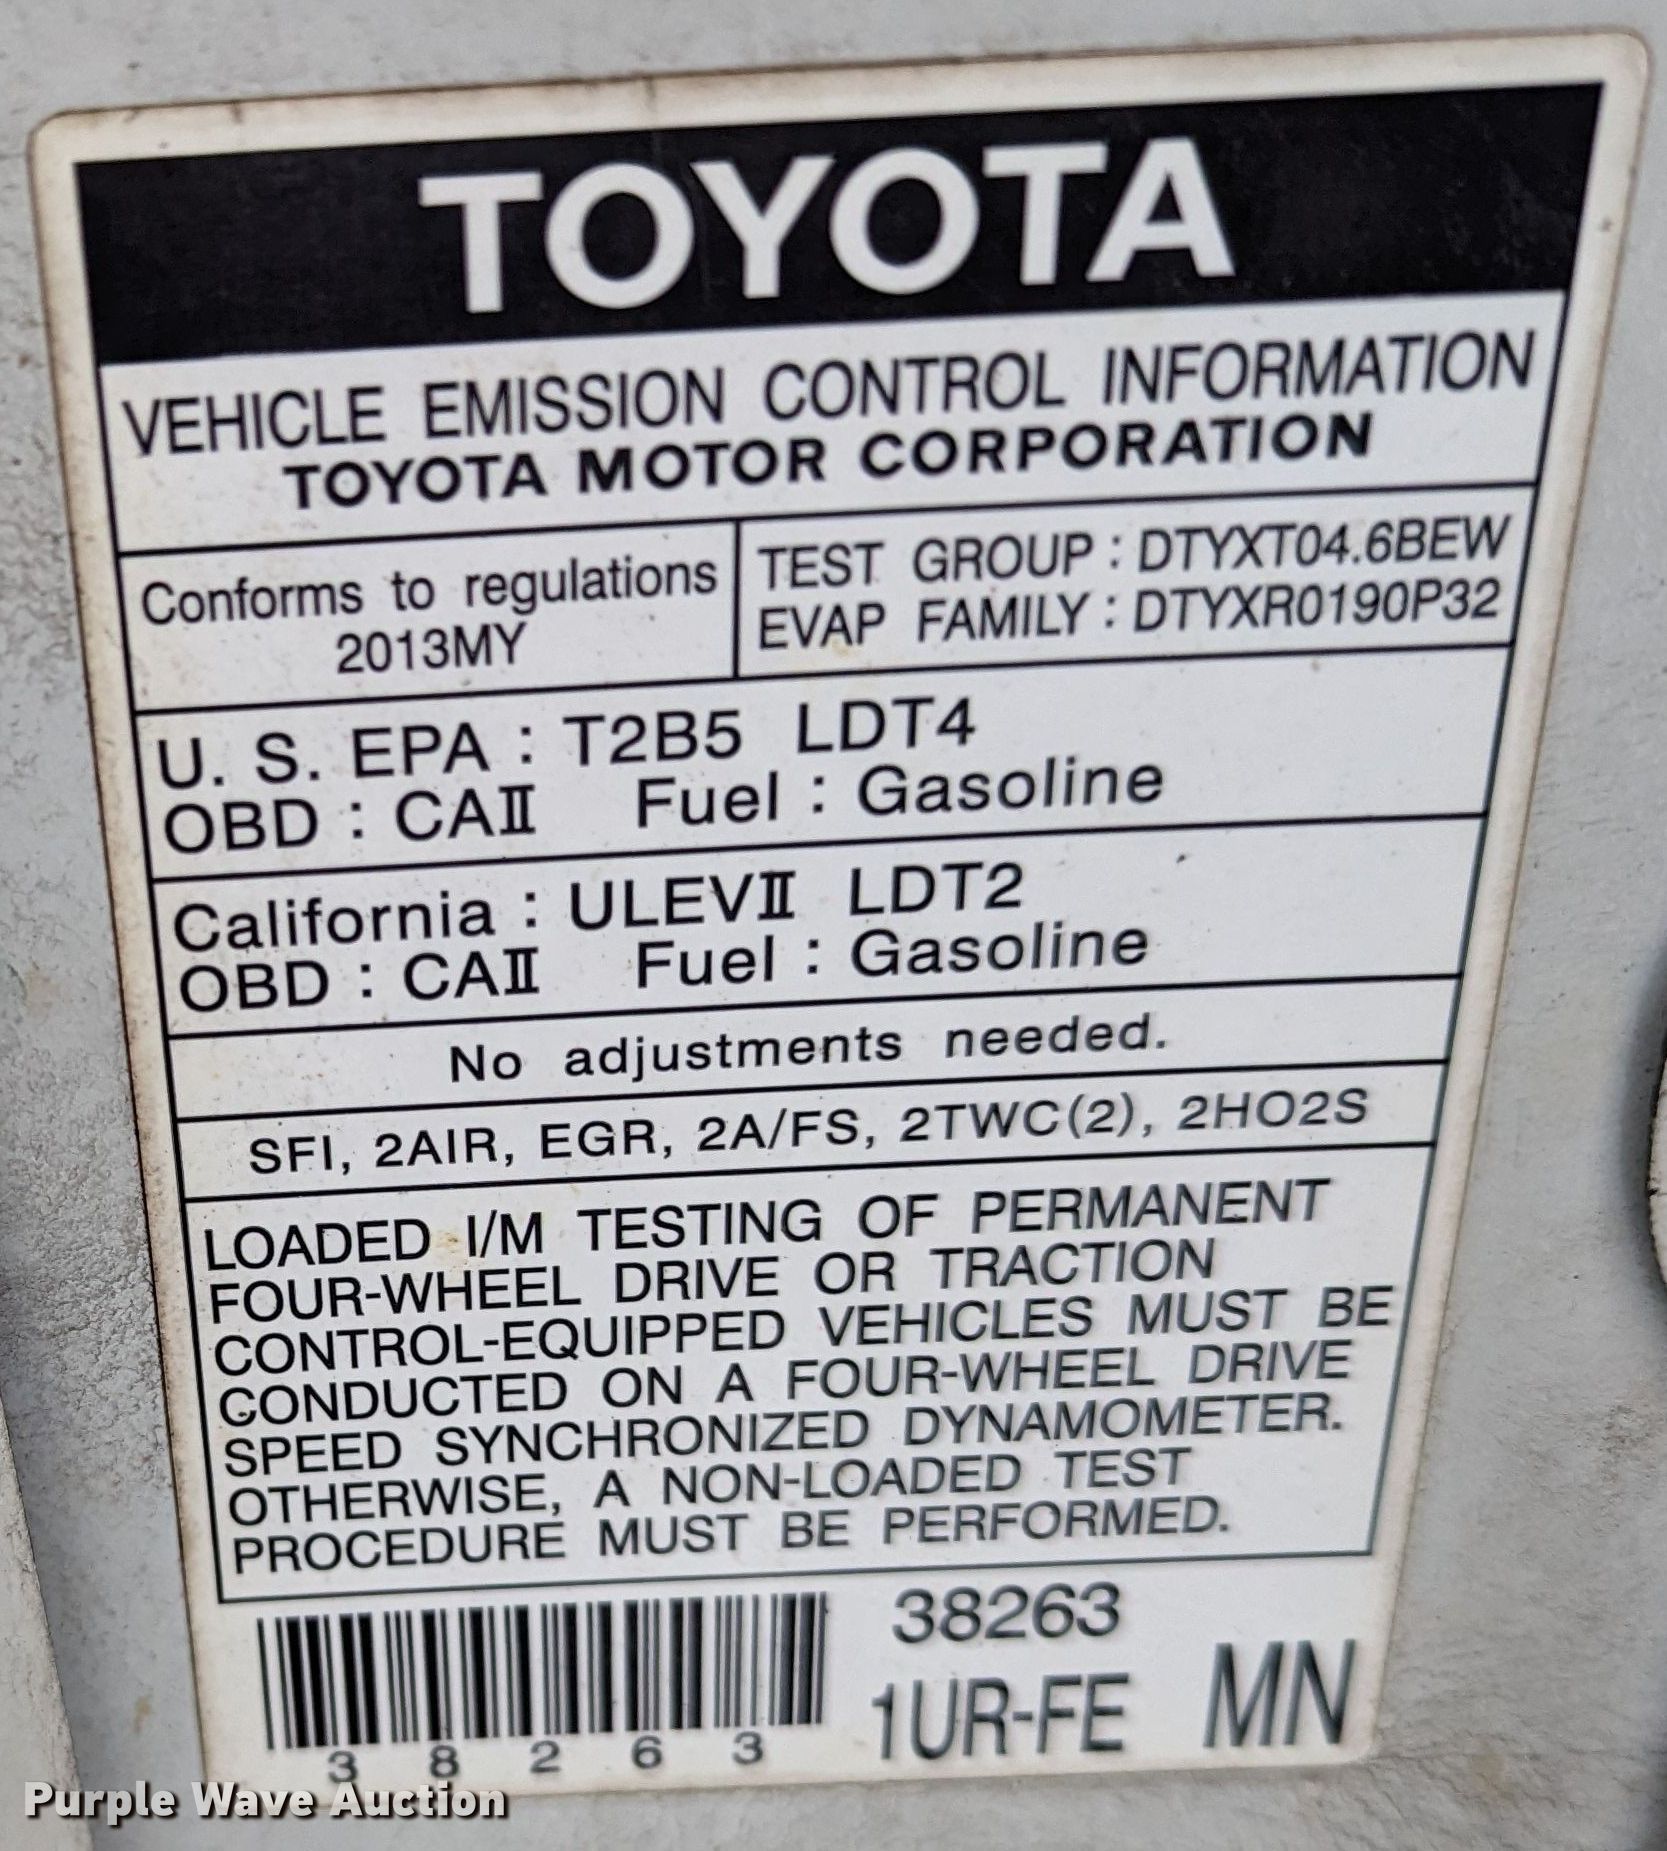 TOYOTA
VEHICLE EMISSION CONTROL INFORMATION
TOYOTA MOTOR CORPORATION
Conforms to regulations
2013MY
TEST GROUP : DTYXT04.6BEW
EVAP FAMILY : DTYXR0190P32
U. S. EPA : T2B5 LDT4
OBD : CAⅡ Fuel : Gasoline
California : ULEVⅡ LDT2
OBD : CAⅡ Fuel : Gasoline
No adjustments needed.
SFI, 2AIR, EGR, 2A/FS, 2TWC(2), 2HO2S
LOADED I/M TESTING OF PERMANENT
FOUR-WHEEL DRIVE OR TRACTION
CONTROL-EQUIPPED VEHICLES MUST BE
CONDUCTED ON A FOUR-WHEEL DRIVE
SPEED SYNCHRONIZED DYNAMOMETER.
OTHERWISE, A NON-LOADED TEST
PROCEDURE MUST BE PERFORMED.
38263
1UR-FE MN
3 8 2 6 3
Purple Wave Auction